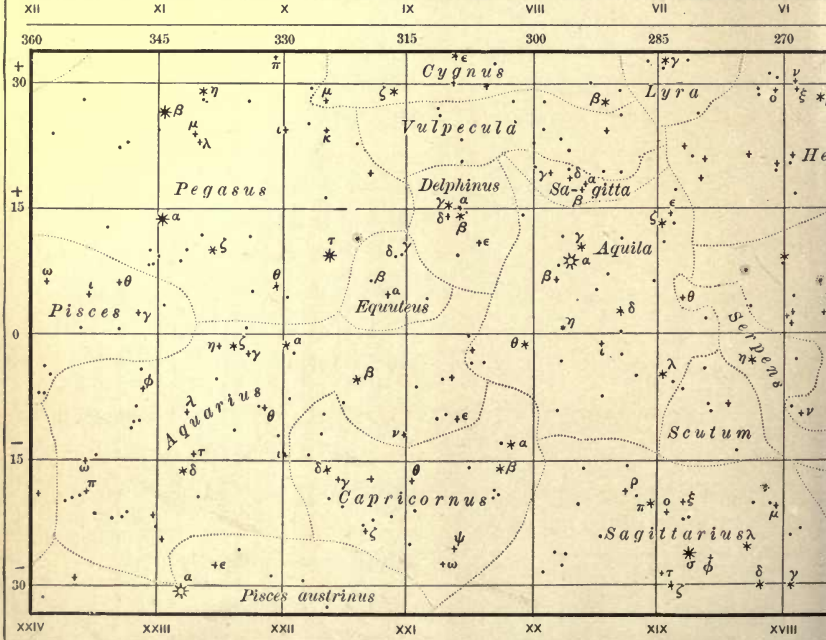 XII XI X IX VIII VII VI
360 345 330 315 300 285 270
π ε γ
+ Cygnus ν
30 η μ ζ β Lyra ο ξ
β
μ κ Vulpecula
λ
He
Pegasus Delphinus γ δ α
Sa-gitta
+ β
15 α γ α ζ ε
δ β
ζ τ δ γ ε α Aquila
ω θ ι θ β α β θ
Pisces γ Equuteus η δ Serpens
0
η ζ γ α θ ι η
β λ
φ
λ
Aquarius θ ν ε Scutum ν
— τ α
15 ω δ ι δ θ β
π γ Capricornus ρ π ο ξ μ
ζ Sagittarius λ
ψ σ φ
— ε ω τ
30 α Pisces austrinus ζ δ γ
XXIV XXIII XXII XXI XX XIX XVIII